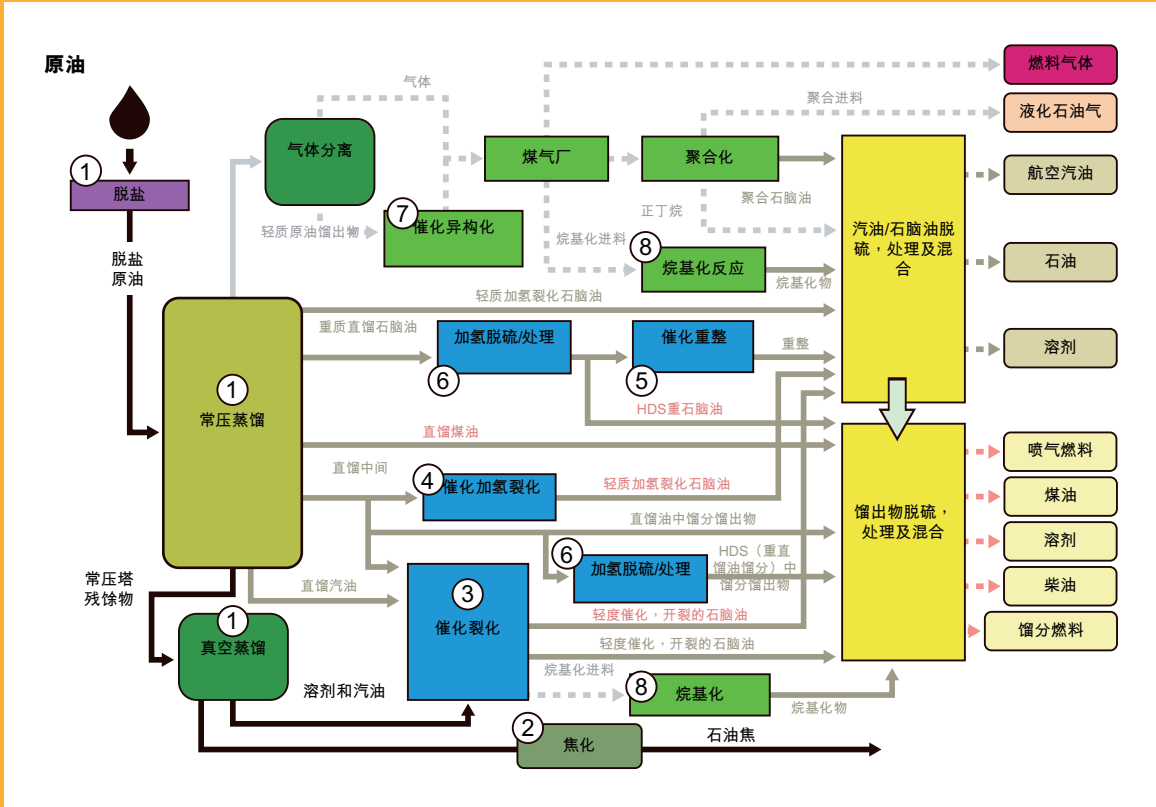 原油
气体
燃料气体
聚合进料
液化石油气
气体分离
煤气厂
聚合化
①
脱盐
航空汽油
聚合石脑油
正丁烷
轻质原油馏出物
⑦
催化异构化
烷基化进料
⑧
烷基化反应
烷基化物
汽油/石脑油脱
硫，处理及混
合
石油
脱盐
原油
轻质加氢裂化石脑油
重质直馏石脑油
加氢脱硫/处理
⑥
催化重整
⑤
重整
溶剂
①
常压蒸馏
HDS重石脑油
直馏煤油
喷气燃料
直馏中间
④
催化加氢裂化
轻质加氢裂化石脑油
煤油
直馏油中馏分馏出物
馏出物脱硫，
处理及混合
溶剂
⑥
加氢脱硫/处理
HDS（重直
馏油馏分）中
馏分馏出物
常压塔
残馀物
直馏汽油
③
催化裂化
柴油
轻度催化，开裂的石脑油
馏分燃料
①
真空蒸馏
轻度催化，开裂的石脑油
烷基化进料
⑧
烷基化
烷基化物
溶剂和汽油
②
焦化
石油焦